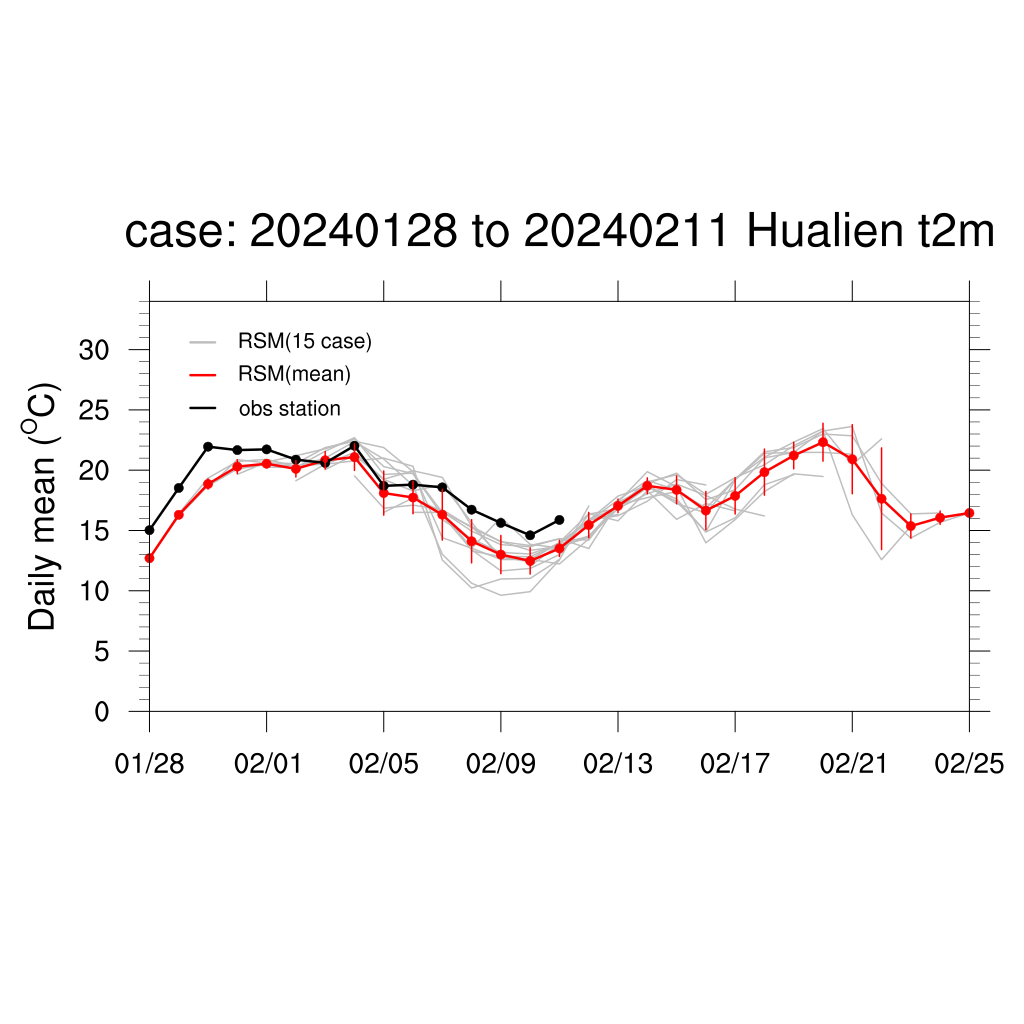 case: 20240128 to 20240211 Hualien t2m
RSM(15 case)
RSM(mean)
obs station
Daily mean (°C)
30
25
20
15
10
5
0
01/28 02/01 02/05 02/09 02/13 02/17 02/21 02/25